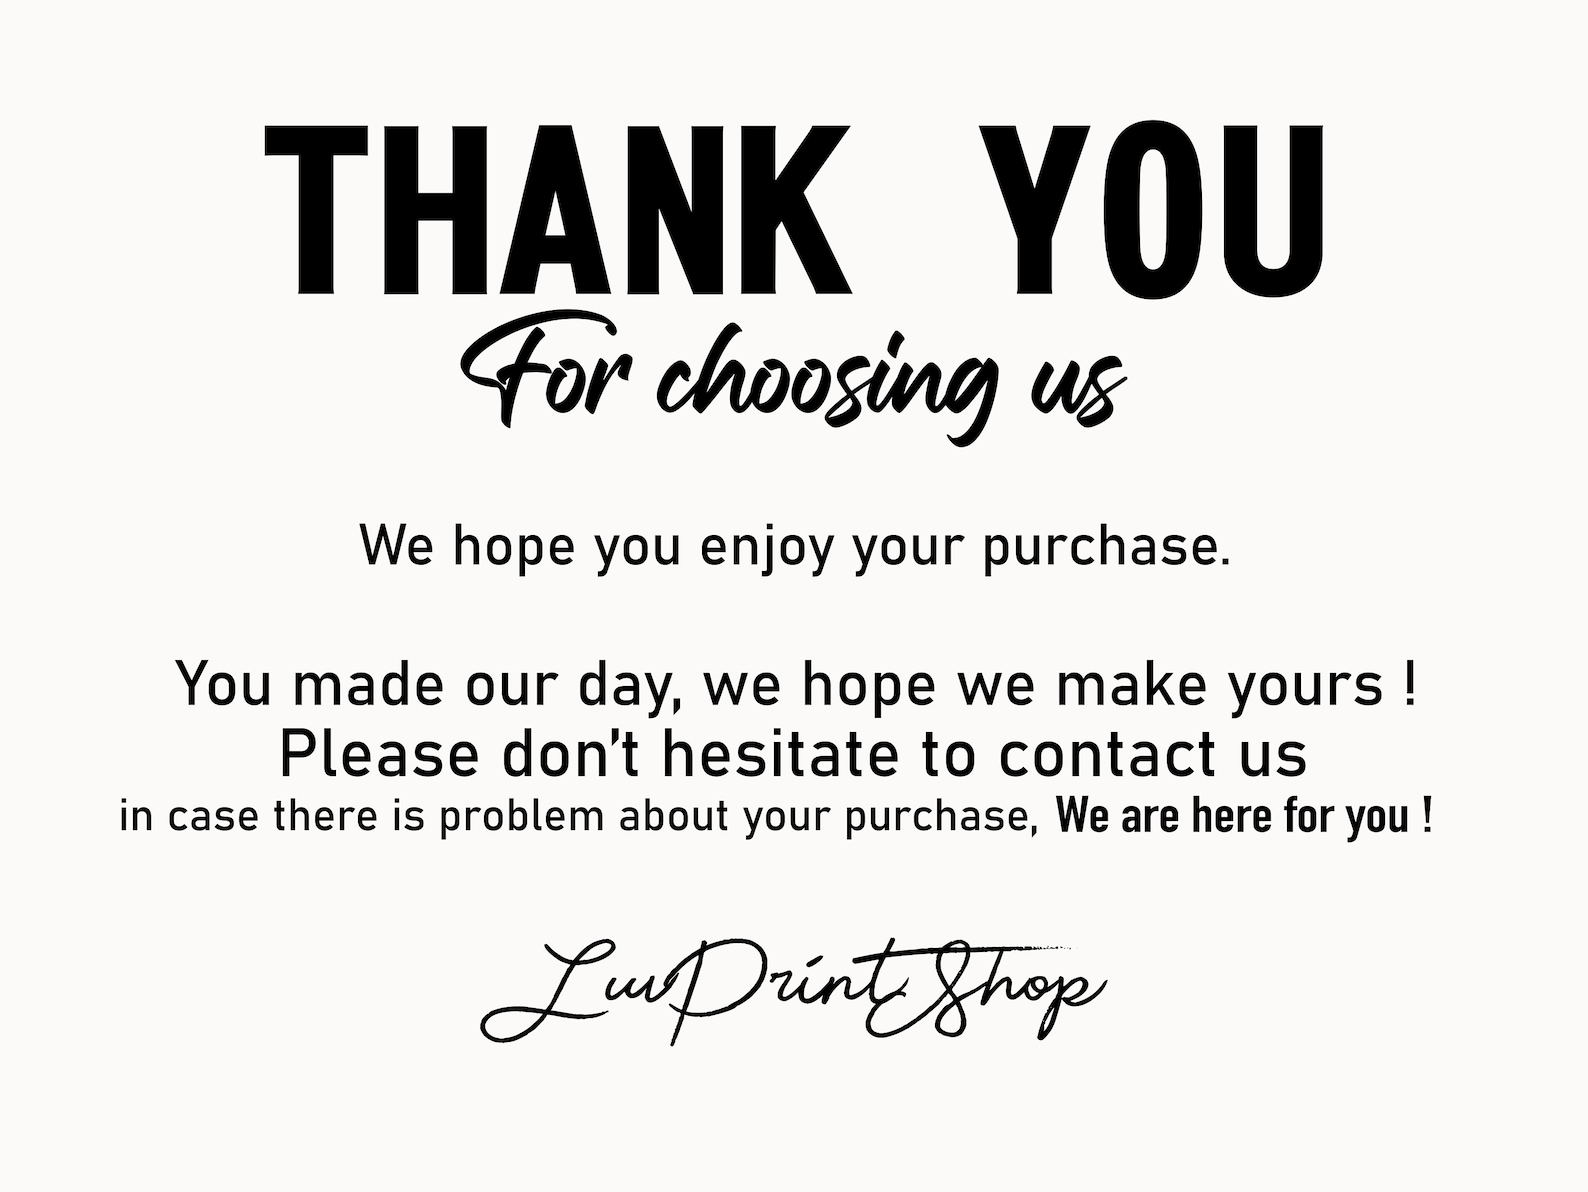 THANK YOU
For choosing us
We hope you enjoy your purchase.
You made our day, we hope we make yours !
Please don't hesitate to contact us
in case there is problem about your purchase, We are here for you !
LuvPrintShop